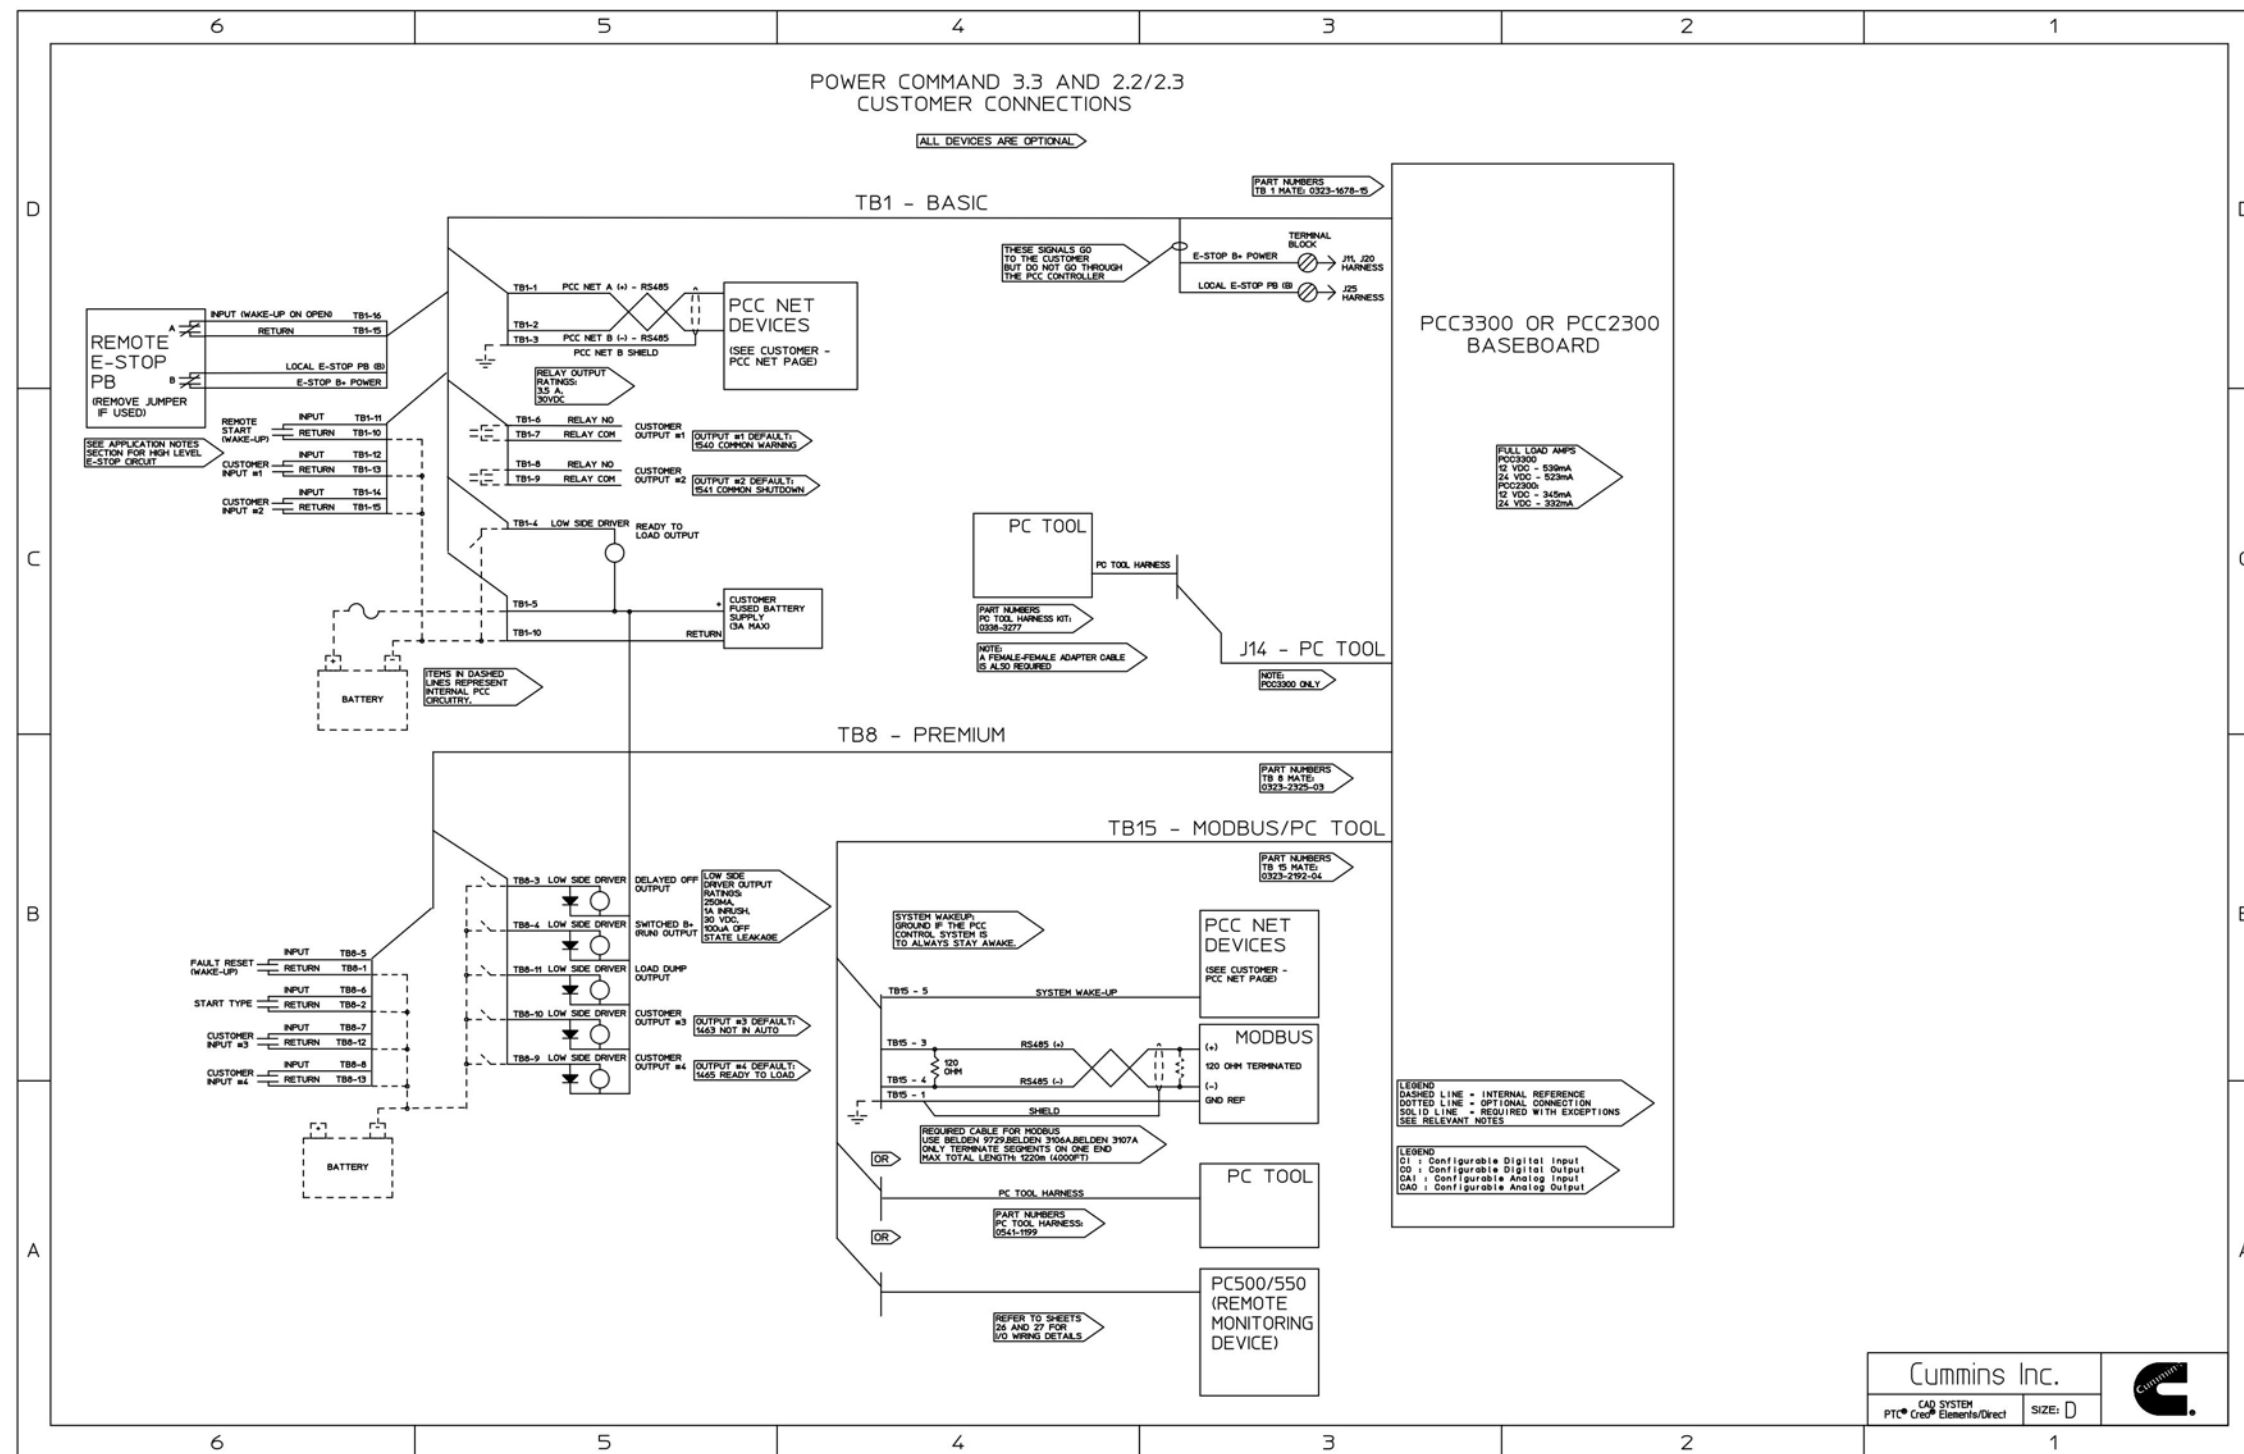 6 5 4 3 2 1
POWER COMMAND 3.3 AND 2.2/2.3
CUSTOMER CONNECTIONS
ALL DEVICES ARE OPTIONAL
D
TB1 - BASIC
PART NUMBERS
TB 1 MATE: 0323-1678-15
THESE SIGNALS GO
TO THE CUSTOMER
BUT DO NOT GO THROUGH
THE PCC CONTROLLER
TERMINAL
BLOCK
E-STOP B+ POWER
J11, J20
HARNESS
LOCAL E-STOP PB (B)
J25
HARNESS
PCC3300 OR PCC2300
BASEBOARD
TB1-1 PCC NET A (+) - RS485
TB1-2
TB1-3 PCC NET B (-) - RS485
PCC NET B SHIELD
PCC NET
DEVICES
(SEE CUSTOMER -
PCC NET PAGE)
REMOTE
E-STOP
PB
(REMOVE JUMPER
IF USED)
A
INPUT (WAKE-UP ON OPEN) TB1-16
RETURN TB1-15
B
LOCAL E-STOP PB (B)
E-STOP B+ POWER
SEE APPLICATION NOTES
SECTION FOR HIGH LEVEL
E-STOP CIRCUIT
RELAY OUTPUT
RATINGS:
3.5 A,
30VDC
REMOTE
START
(WAKE-UP)
INPUT TB1-11
RETURN TB1-10
CUSTOMER
INPUT #1
INPUT TB1-12
RETURN TB1-13
CUSTOMER
INPUT #2
INPUT TB1-14
RETURN TB1-15
TB1-6 RELAY NO
TB1-7 RELAY COM
CUSTOMER
OUTPUT #1
OUTPUT #1 DEFAULT:
1540 COMMON WARNING
TB1-8 RELAY NO
TB1-9 RELAY COM
CUSTOMER
OUTPUT #2
OUTPUT #2 DEFAULT:
1541 COMMON SHUTDOWN
FULL LOAD AMPS
PCC3300
12 VDC - 539mA
24 VDC - 523mA
PCC2300:
12 VDC - 345mA
24 VDC - 332mA
C
TB1-4 LOW SIDE DRIVER
READY TO
LOAD OUTPUT
TB1-5
TB1-10
+
RETURN
CUSTOMER
FUSED BATTERY
SUPPLY
(3A MAX)
+ -
BATTERY
ITEMS IN DASHED
LINES REPRESENT
INTERNAL PCC
CIRCUITRY.
PC TOOL
PC TOOL HARNESS
PART NUMBERS
PC TOOL HARNESS KIT:
0338-3277
NOTE:
A FEMALE-FEMALE ADAPTER CABLE
IS ALSO REQUIRED
J14 - PC TOOL
NOTE:
PCC3300 ONLY
TB8 - PREMIUM
PART NUMBERS
TB 8 MATE:
0323-2325-03
TB15 - MODBUS/PC TOOL
PART NUMBERS
TB 15 MATE:
0323-2192-04
B
TB8-3 LOW SIDE DRIVER
DELAYED OFF
OUTPUT
TB8-4 LOW SIDE DRIVER
SWITCHED B+
(RUN) OUTPUT
TB8-11 LOW SIDE DRIVER
LOAD DUMP
OUTPUT
TB8-10 LOW SIDE DRIVER
CUSTOMER
OUTPUT #3
OUTPUT #3 DEFAULT:
1463 NOT IN AUTO
TB8-9 LOW SIDE DRIVER
CUSTOMER
OUTPUT #4
OUTPUT #4 DEFAULT:
1465 READY TO LOAD
LOW SIDE
DRIVER OUTPUT
RATINGS:
250MA,
1A INRUSH,
30 VDC,
100uA OFF
STATE LEAKAGE
FAULT RESET
(WAKE-UP)
INPUT TB8-5
RETURN TB8-1
START TYPE
INPUT TB8-6
RETURN TB8-2
CUSTOMER
INPUT #3
INPUT TB8-7
RETURN TB8-12
CUSTOMER
INPUT #4
INPUT TB8-8
RETURN TB8-13
+ -
BATTERY
SYSTEM WAKEUP:
GROUND IF THE PCC
CONTROL SYSTEM IS
TO ALWAYS STAY AWAKE.
PCC NET
DEVICES
(SEE CUSTOMER -
PCC NET PAGE)
TB15 - 5 SYSTEM WAKE-UP
TB15 - 3 RS485 (+)
120
OHM
TB15 - 4 RS485 (-)
TB15 - 1
SHIELD
MODBUS
(+)
120 OHM TERMINATED
(-)
GND REF
REQUIRED CABLE FOR MODBUS
USE BELDEN 9729,BELDEN 3106A,BELDEN 3107A
ONLY TERMINATE SEGMENTS ON ONE END
MAX TOTAL LENGTH: 1220m (4000FT)
OR
PC TOOL HARNESS
PC TOOL
PART NUMBERS
PC TOOL HARNESS:
0541-1199
OR
PC500/550
(REMOTE
MONITORING
DEVICE)
REFER TO SHEETS
26 AND 27 FOR
I/O WIRING DETAILS
LEGEND
DASHED LINE = INTERNAL REFERENCE
DOTTED LINE = OPTIONAL CONNECTION
SOLID LINE = REQUIRED WITH EXCEPTIONS
SEE RELEVANT NOTES
LEGEND
CI : Configurable Digital Input
CO : Configurable Digital Output
CAI : Configurable Analog Input
CAO : Configurable Analog Output
A
Cummins Inc.
CAD SYSTEM
PTC® Creo® Elements/Direct
SIZE: D
Cummins
6 5 4 3 2 1